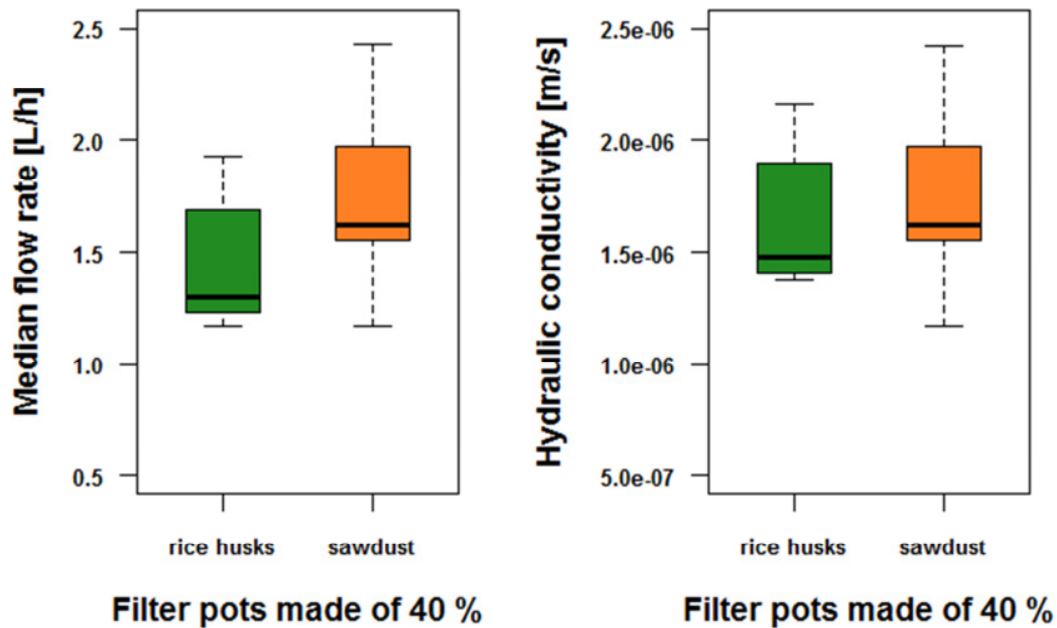 Median flow rate [L/h]
2.5
2.0
1.5
1.0
0.5
rice husks sawdust
Filter pots made of 40 %
Hydraulic conductivity [m/s]
2.5e-06
2.0e-06
1.5e-06
1.0e-06
5.0e-07
rice husks sawdust
Filter pots made of 40 %